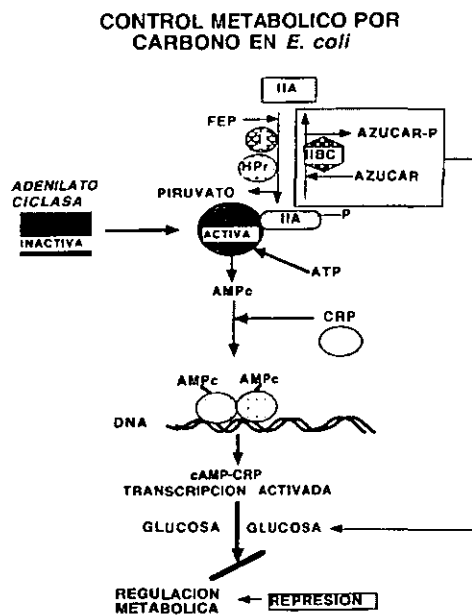 CONTROL METABOLICO POR
CARBONO EN E. coli
IIA
FEP
I
HPr
IIBC
AZUCAR-P
AZUCAR
PIRUVATO
ADENILATO
CICLASA
INACTIVA
ACTIVA
IIA
P
ATP
AMPc
CRP
AMPc
AMPc
DNA
cAMP-CRP
TRANSCRIPCION ACTIVADA
GLUCOSA
GLUCOSA
REGULACION
METABOLICA
REPRESION